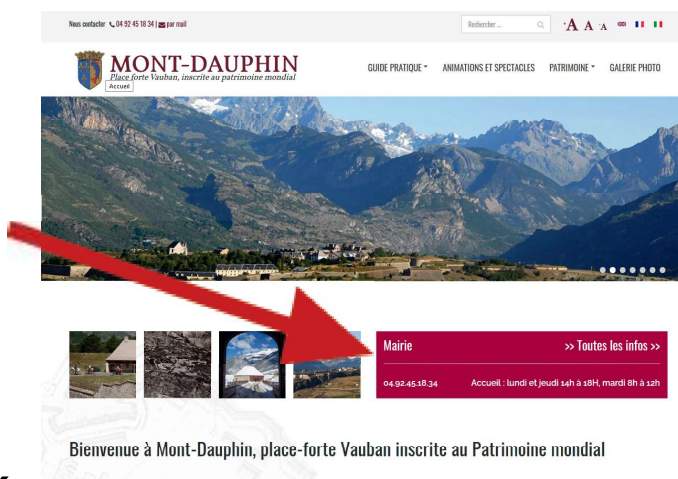 Nous contacter 04 92 45 18 34 | par mail
Rechercher ...
+A A -A
MONT-DAUPHIN
Place forte Vauban, inscrite au patrimoine mondial
Accueil
GUIDE PRATIQUE ANIMATIONS ET SPECTACLES PATRIMOINE GALERIE PHOTO
Mairie >> Toutes les infos >>
04.92.45.18.34 Accueil : lundi et jeudi 14h à 18H, mardi 8h à 12h
Bienvenue à Mont-Dauphin, place-forte Vauban inscrite au Patrimoine mondial